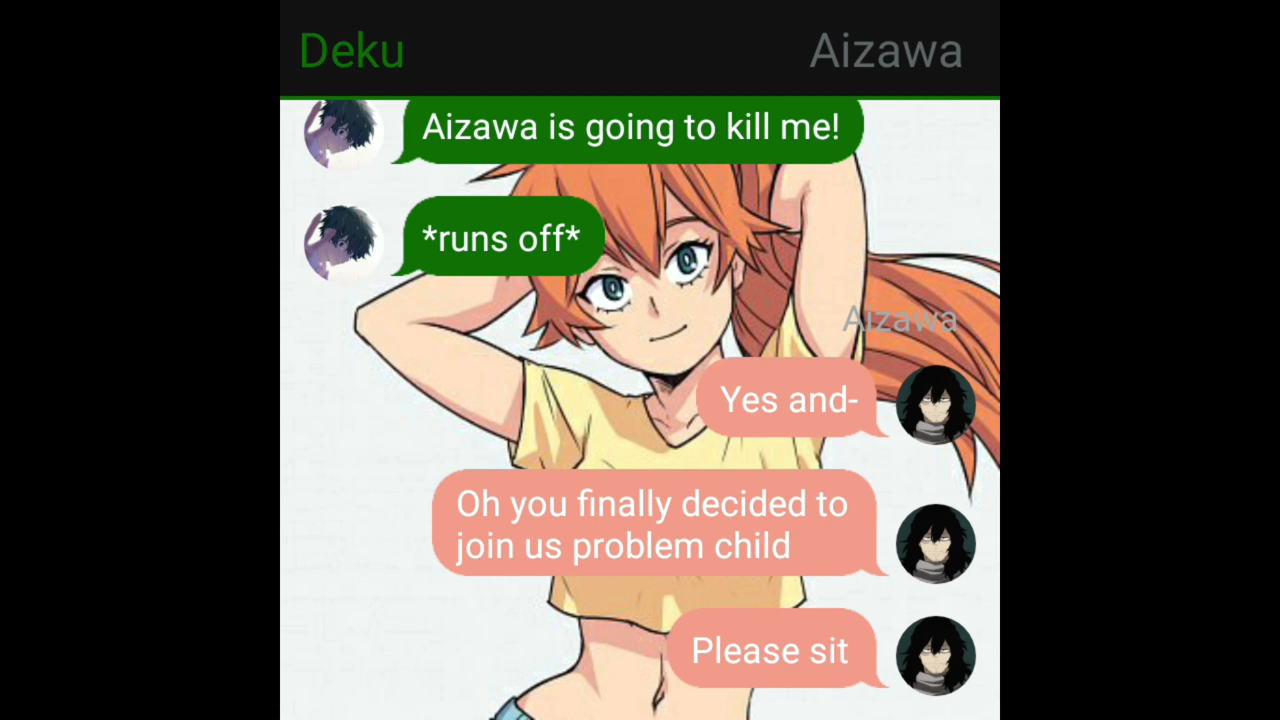 Deku
Aizawa
Aizawa is going to kill me!
*runs off*
Aizawa
Yes and-
Oh you finally decided to
join us problem child
Please sit